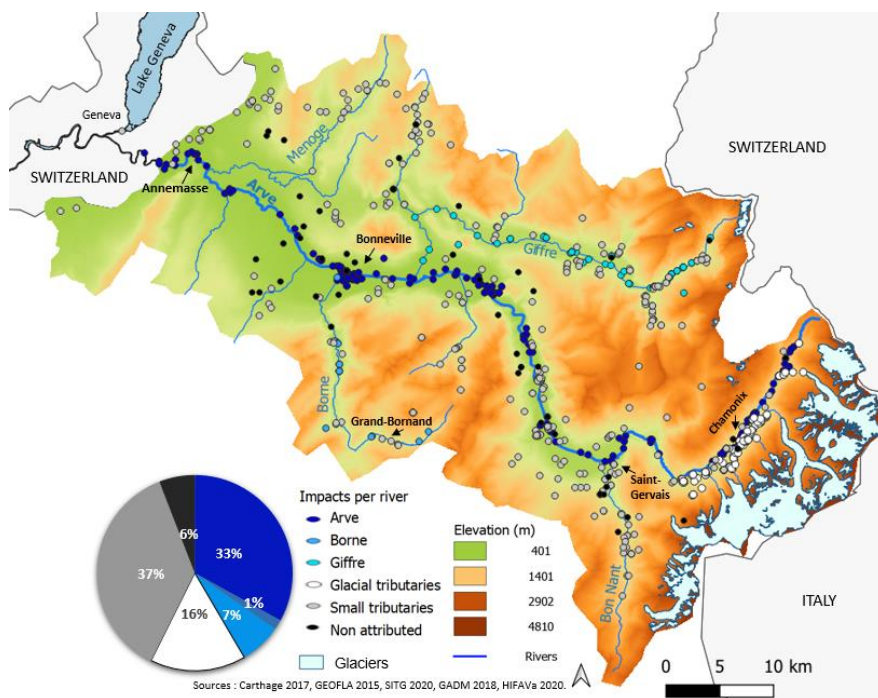 Lake Geneva
Geneva
SWITZERLAND
SWITZERLAND
Menoge
Annemasse
Arve
Bonneville
Giffre
Borne
Grand-Bornand
Chamonix
Saint-
Gervais
Bon Nant
ITALY
6%
33%
37%
1%
7%
16%
Impacts per river
Arve
Borne
Giffre
Glacial tributaries
Small tributaries
Non attributed
Glaciers
Elevation (m)
401
1401
2902
4810
Rivers
0 5 10 km
Sources : Carthage 2017, GEOFLA 2015, SITG 2020, GADM 2018, HIFAVa 2020.